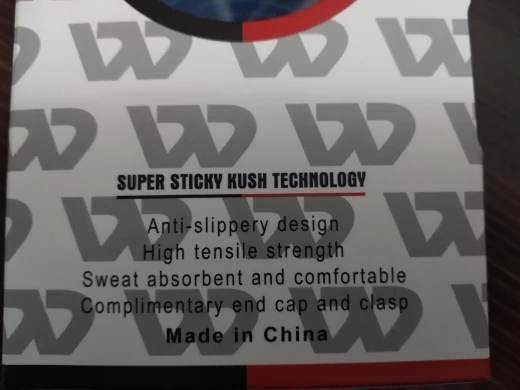 SUPER STICKY KUSH TECHNOLOGY
Anti-slippery design
High tensile strength
Sweat absorbent and comfortable
Complimentary end cap and clasp
Made in China